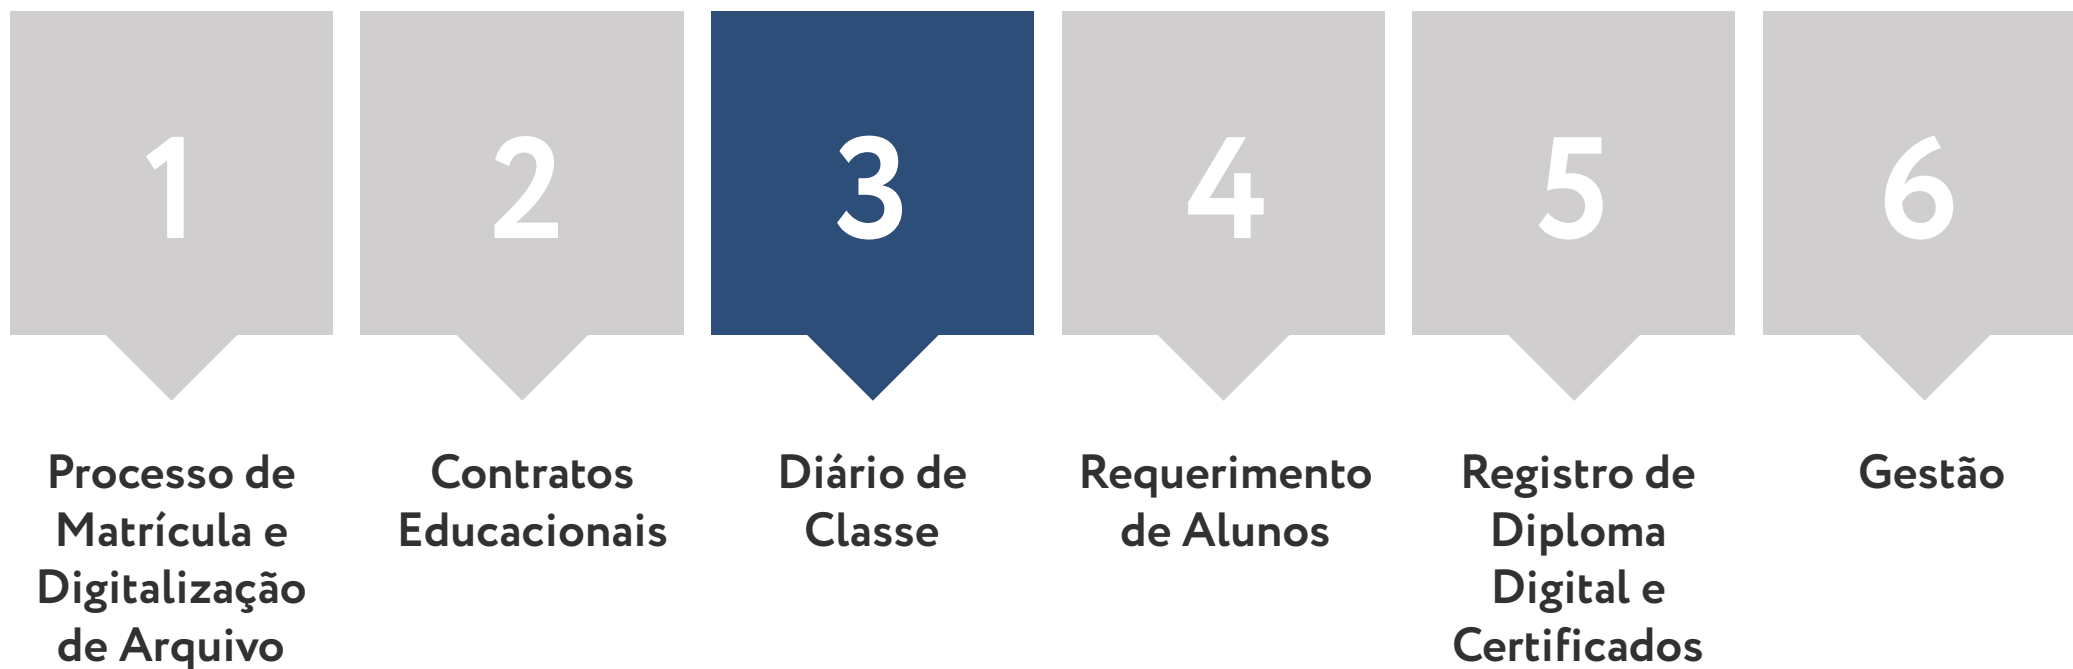 1
2
3
4
5
6
Processo de
Matrícula e
Digitalização
de Arquivo
Contratos
Educacionais
Diário de
Classe
Requerimento
de Alunos
Registro de
Diploma
Digital e
Certificados
Gestão